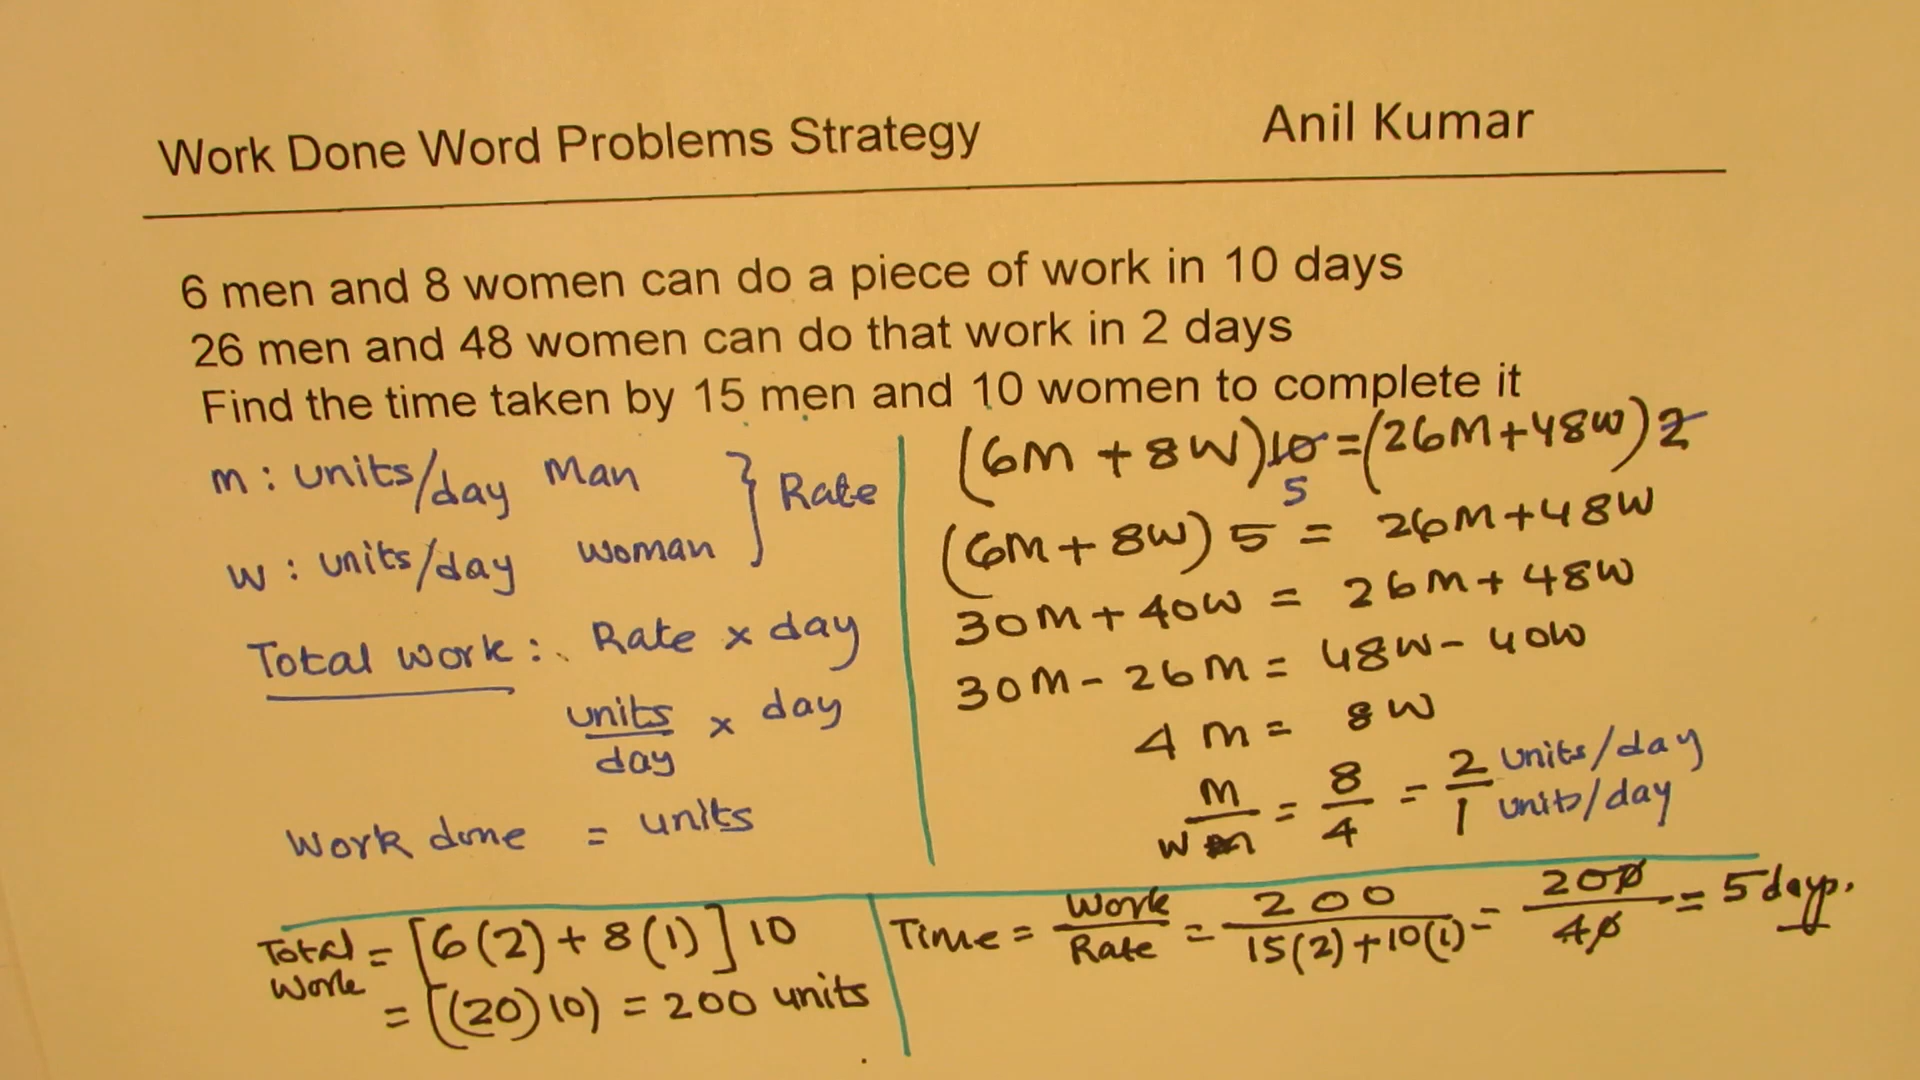 Work Done Word Problems Strategy Anil Kumar
6 men and 8 women can do a piece of work in 10 days
26 men and 48 women can do that work in 2 days
Find the time taken by 15 men and 10 women to complete it
m : units/day Man } Rate
w : units/day woman
Total work : Rate x day
units/day x day
Work done = units
(6M + 8W)10 = (26M+48W)2
5
(6M + 8W) 5 = 26M+48W
30M + 40W = 26M + 48W
30M - 26M = 48W - 40W
4 M = 8 W
M/W = 8/4 = 2/1 units/day unit/day
Total Work = [6(2) + 8(1)] 10
= ((20)10) = 200 units
Time = Work/Rate = 200/15(2)+10(1) = 200/40 = 5 days.